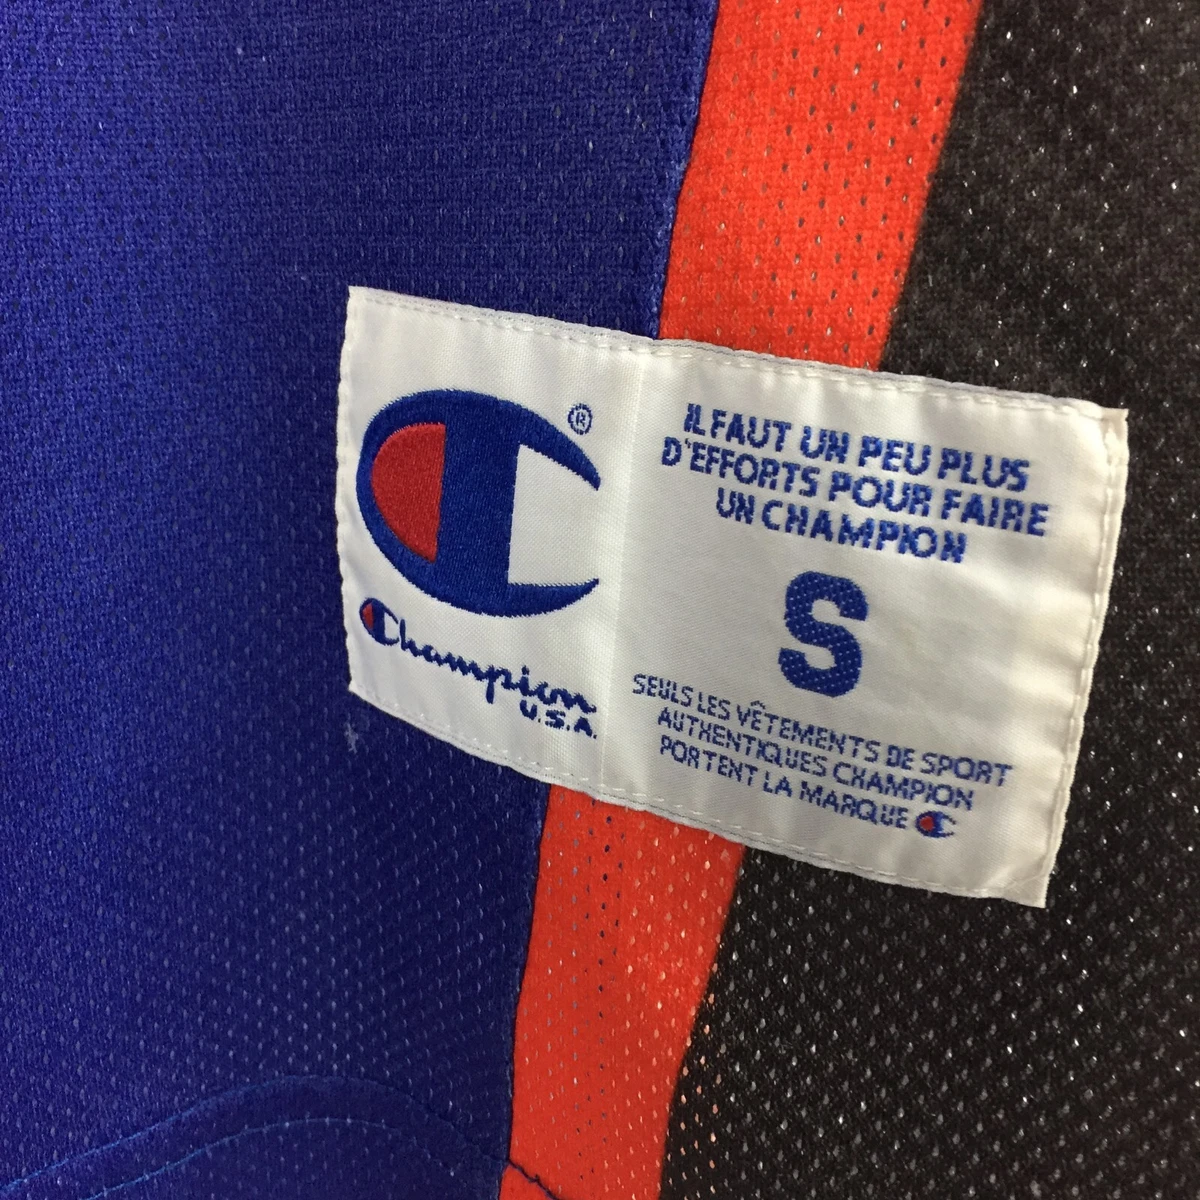 ®
Champion
U.S.A.
IL FAUT UN PEU PLUS
D'EFFORTS POUR FAIRE
UN CHAMPION
S
SEULS LES VÊTEMENTS DE SPORT
AUTHENTIQUES CHAMPION
PORTENT LA MARQUE C